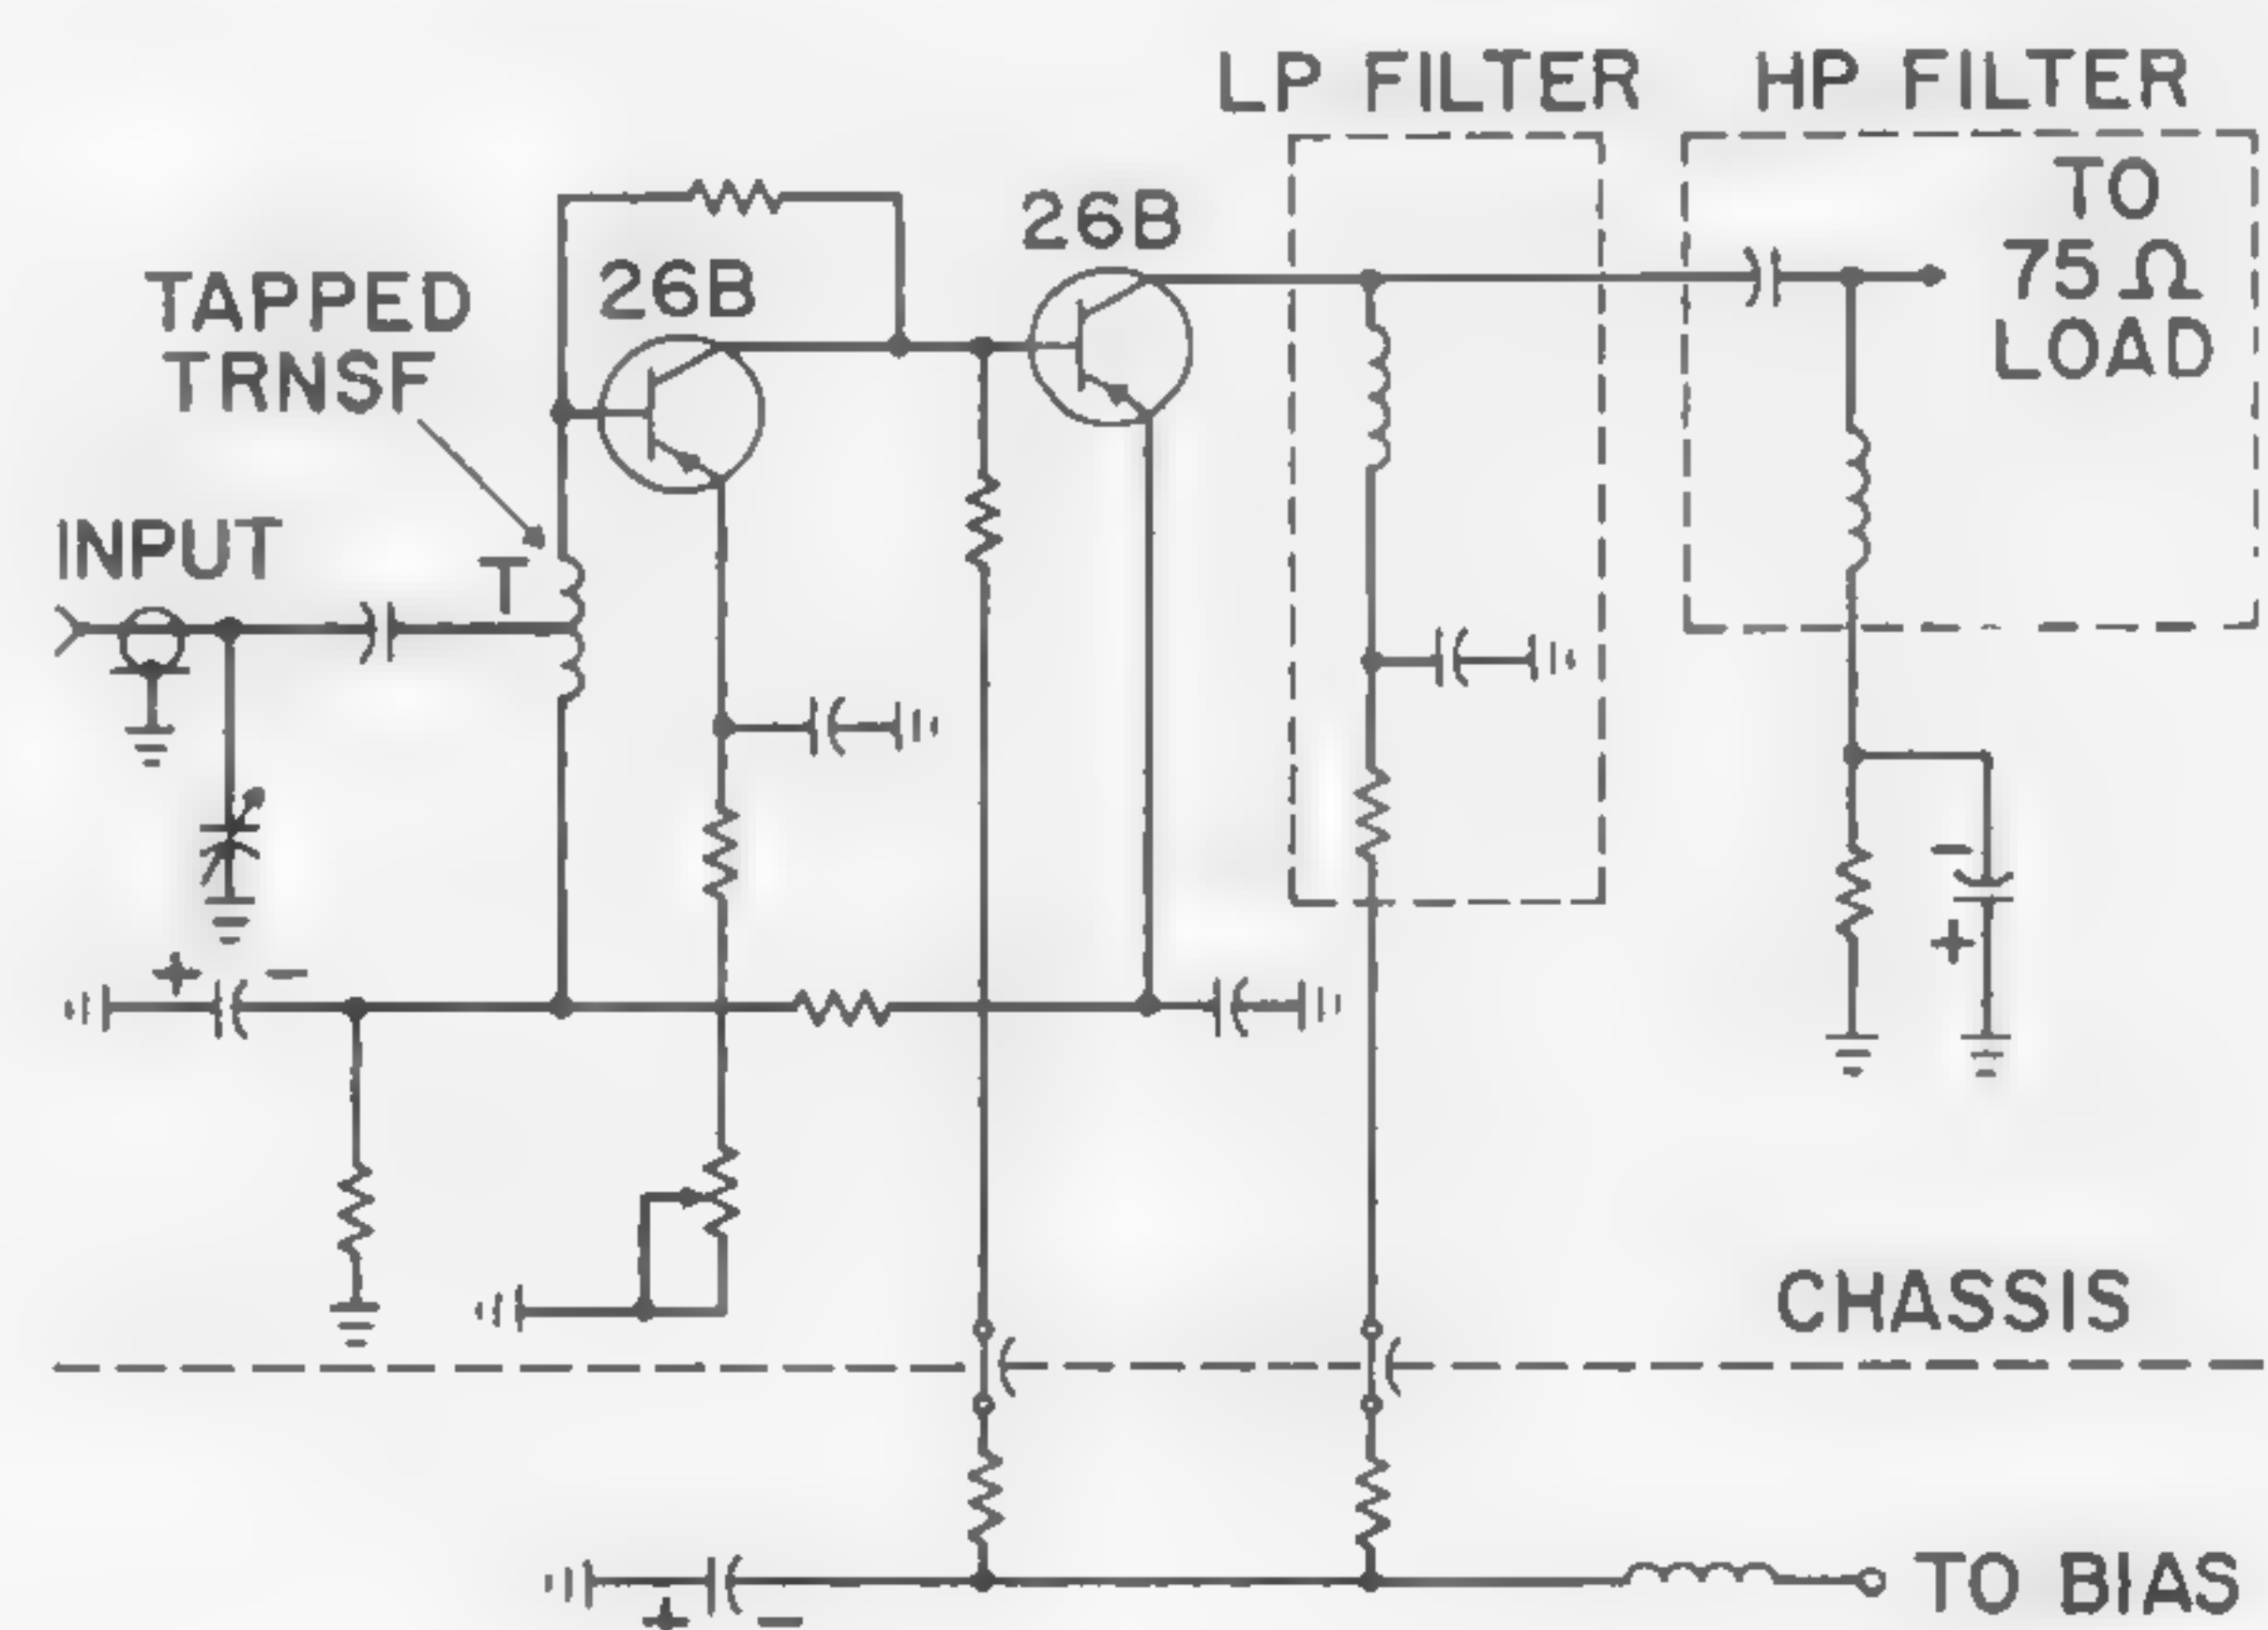 LP FILTER
HP FILTER
TO
75 Ω
LOAD
26B
26B
TAPPED
TRNSF
INPUT
T
-
+
+ -
CHASSIS
TO BIAS
+ -